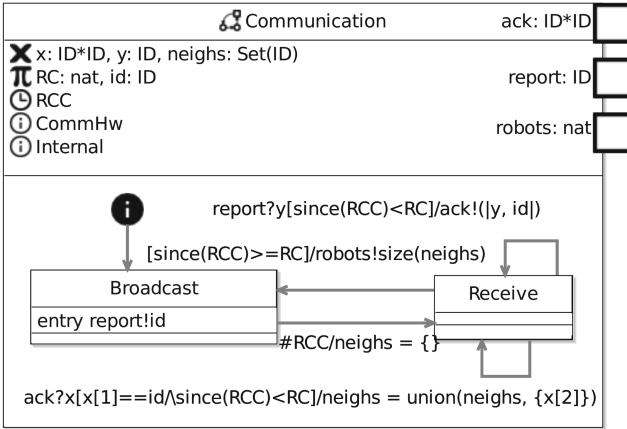 Communication
ack: ID*ID
x: ID*ID, y: ID, neighs: Set(ID)
π RC: nat, id: ID
report: ID
RCC
i CommHw
robots: nat
i Internal
i
report?y[since(RCC)<RC]/ack!(|y, id|)
[since(RCC)>=RC]/robots!size(neighs)
Broadcast
Receive
entry report!id
#RCC/neighs = {}
ack?x[x[1]==id/\since(RCC)<RC]/neighs = union(neighs, {x[2]})